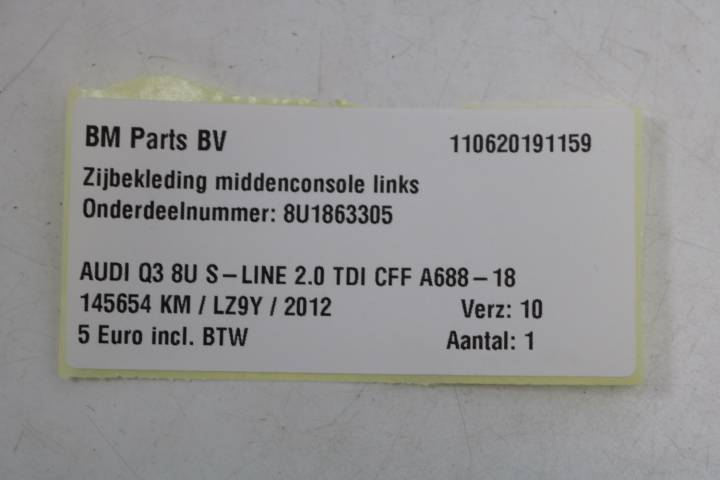 BM Parts BV 110620191159
Zijbekleding middenconsole links
Onderdeelnummer: 8U1863305
AUDI Q3 8U S-LINE 2.0 TDI CFF A688-18
145654 KM / LZ9Y / 2012 Verz: 10
5 Euro incl. BTW Aantal: 1